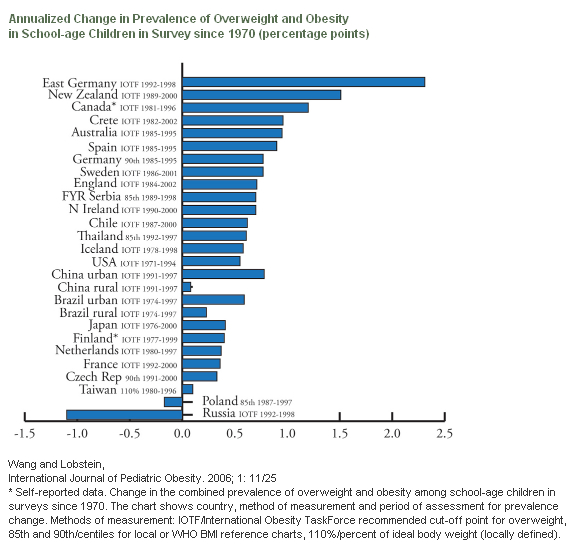 Annualized Change in Prevalence of Overweight and Obesity
in School-age Children in Survey since 1970 (percentage points)
East Germany IOTF 1992-1998
New Zealand IOTF 1989-2000
Canada* IOTF 1981-1996
Crete IOTF 1982-2002
Australia IOTF 1985-1995
Spain IOTF 1985-1995
Germany 90th 1985-1995
Sweden IOTF 1986-2001
England IOTF 1984-2002
FYR Serbia 85th 1989-1998
N Ireland IOTF 1990-2000
Chile IOTF 1987-2000
Thailand 85th 1992-1997
Iceland IOTF 1978-1998
USA IOTF 1971-1994
China urban IOTF 1991-1997
China rural IOTF 1991-1997
Brazil urban IOTF 1974-1997
Brazil rural IOTF 1974-1997
Japan IOTF 1976-2000
Finland* IOTF 1977-1999
Netherlands IOTF 1980-1997
France IOTF 1992-2000
Czech Rep 90th 1991-2000
Taiwan 110% 1980-1996
Poland 85th 1987-1997
Russia IOTF 1992-1998
-1.5 -1.0 -0.5 0.0 0.5 1.0 1.5 2.0 2.5
Wang and Lobstein,
International Journal of Pediatric Obesity. 2006; 1: 11/25
* Self-reported data. Change in the combined prevalence of overweight and obesity among school-age children in
surveys since 1970. The chart shows country, method of measurement and period of assessment for prevalence
change. Methods of measurement: IOTF/International Obesity TaskForce recommended cut-off point for overweight,
85th and 90th/centiles for local or WHO BMI reference charts, 110%/percent of ideal body weight (locally defined).